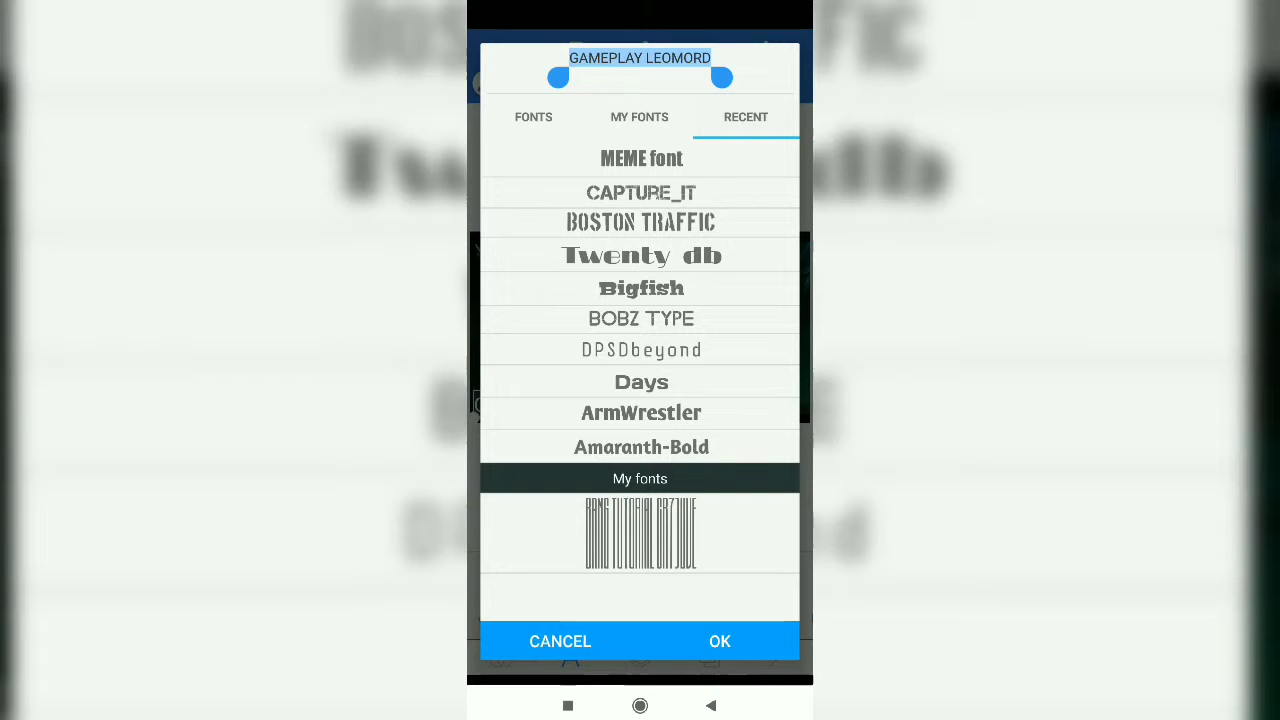 GAMEPLAY LEOMORD
FONTS MY FONTS RECENT
MEME font
CAPTURE_IT
BOSTON TRAFFIC
Twenty db
Bigfish
BOBZ TYPE
DPSDbeyond
Days
ArmWrestler
Amaranth-Bold
My fonts
CANCEL OK